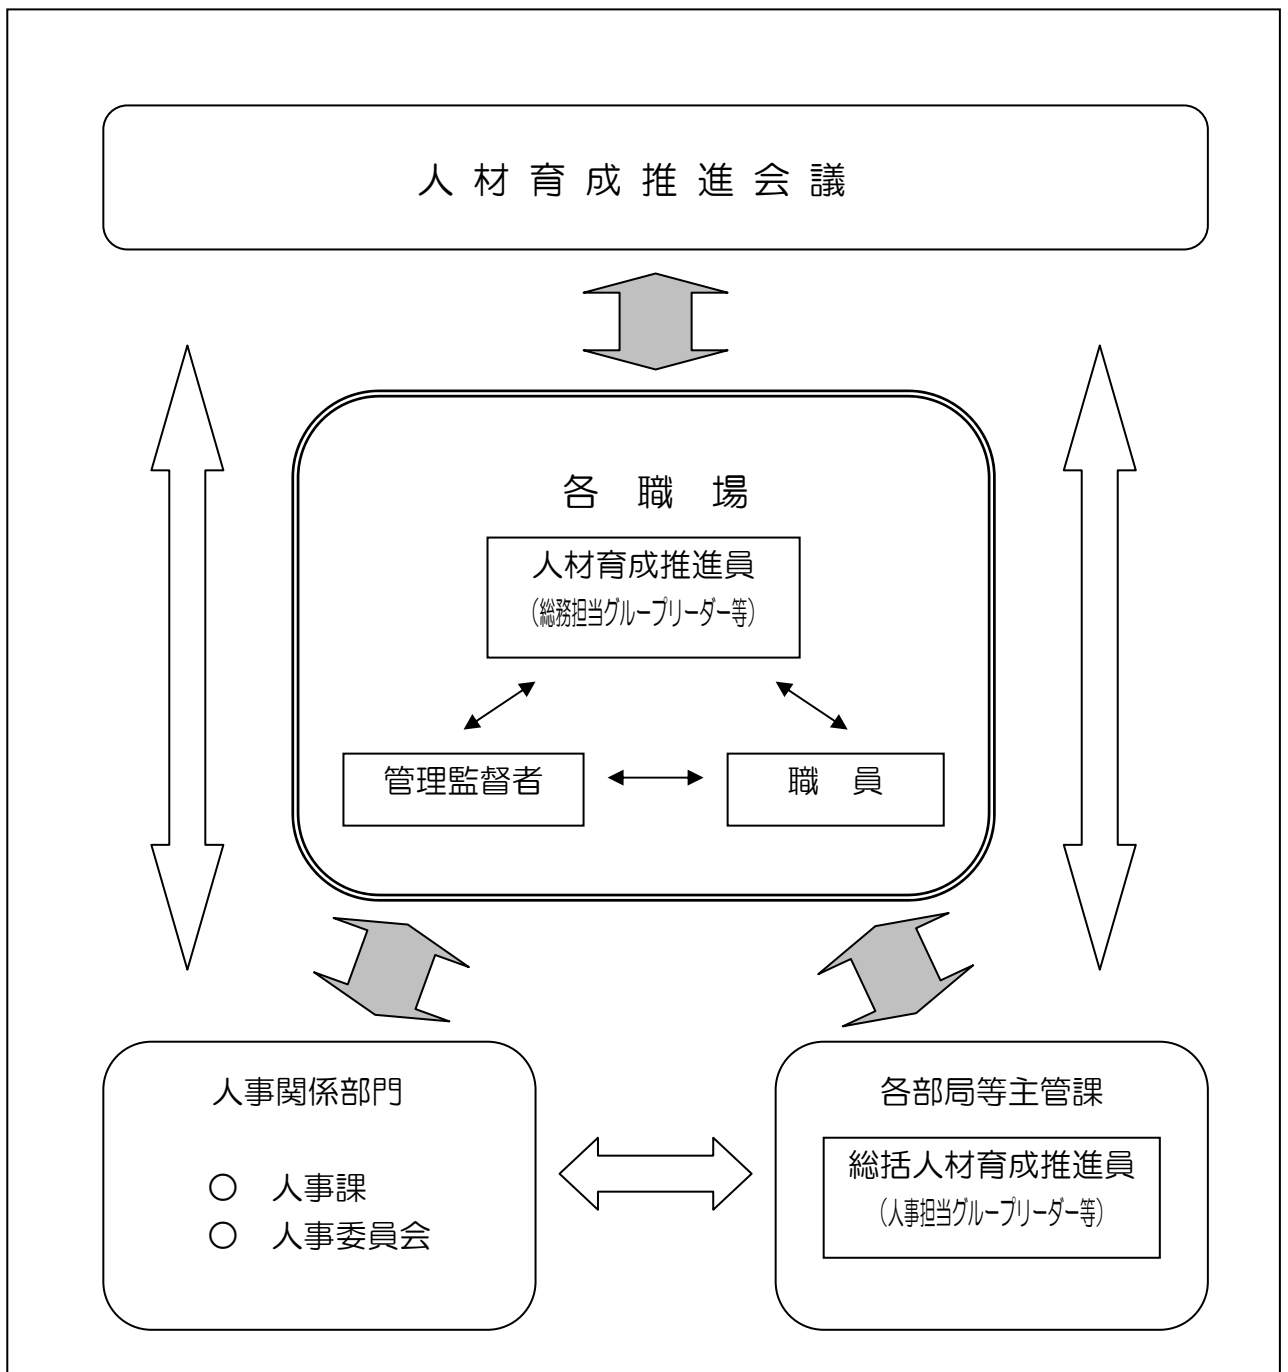 人 材 育 成 推 進 会 議
各 職 場
人材育成推進員
（総務担当グループリーダー等）
管理監督者
職 員
人事関係部門
○ 人事課
○ 人事委員会
各部局等主管課
総括人材育成推進員
（人事担当グループリーダー等）